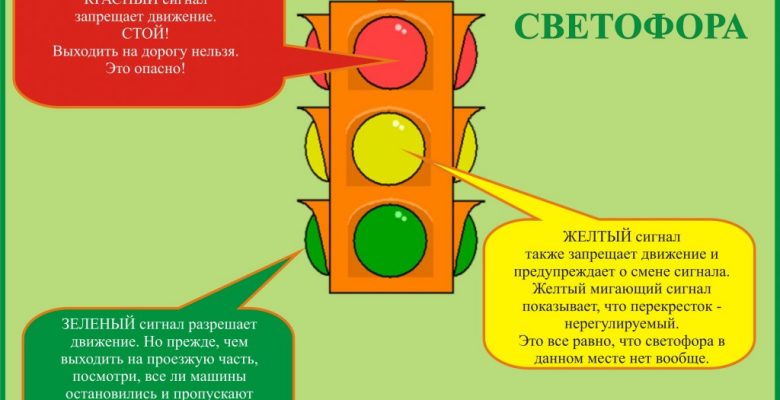 КРАСНЫЙ сигнал
запрещает движение.
СТОЙ!
Выходить на дорогу нельзя.
Это опасно!
СВЕТОФОРА
ЖЕЛТЫЙ сигнал
также запрещает движение и
предупреждает о смене сигнала.
Желтый мигающий сигнал
показывает, что перекресток -
нерегулируемый.
Это все равно, что светофора в
данном месте нет вообще.
ЗЕЛЕНЫЙ сигнал разрешает
движение. Но прежде, чем
выходить на проезжую часть,
посмотри, все ли машины
остановились и пропускают